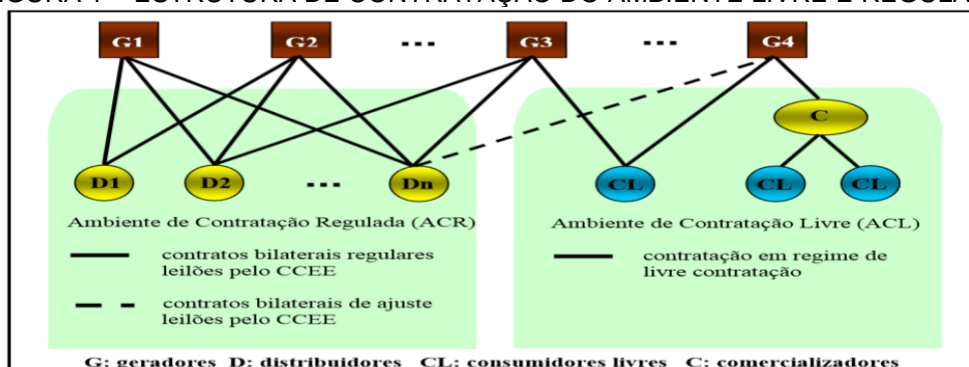 G1 G2 ... G3 ... G4
C
D1 D2 ... Dn CL CL CL
Ambiente de Contratação Regulada (ACR)
contratos bilaterais regulares
leilões pelo CCEE
contratos bilaterais de ajuste
leilões pelo CCEE
Ambiente de Contratação Livre (ACL)
contratação em regime de
livre contratação
G: geradores D: distribuidores CL: consumidores livres C: comercializadores